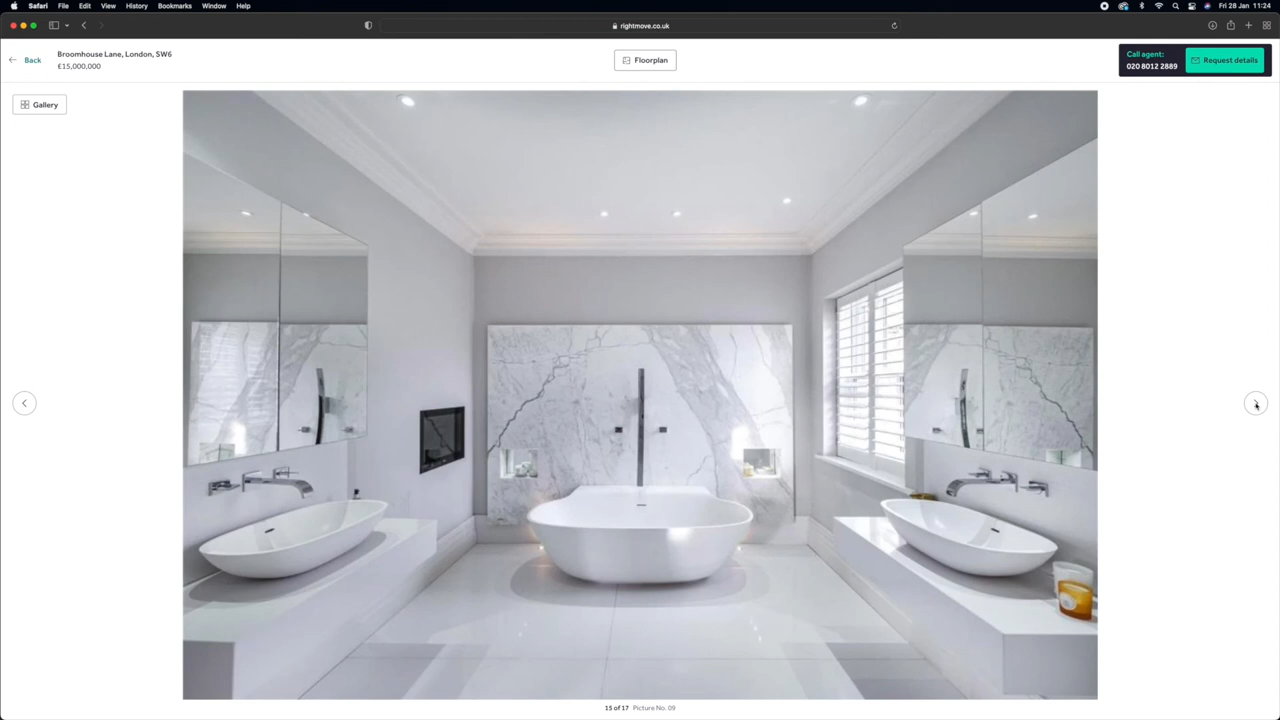 Safari File Edit View History Bookmarks Window Help
Fri 28 Jan 11:24
rightmove.co.uk
Back
Broomhouse Lane, London, SW6
£15,000,000
Floorplan
Call agent:
020 8012 2889
Request details
Gallery
15 of 17 Picture No. 09